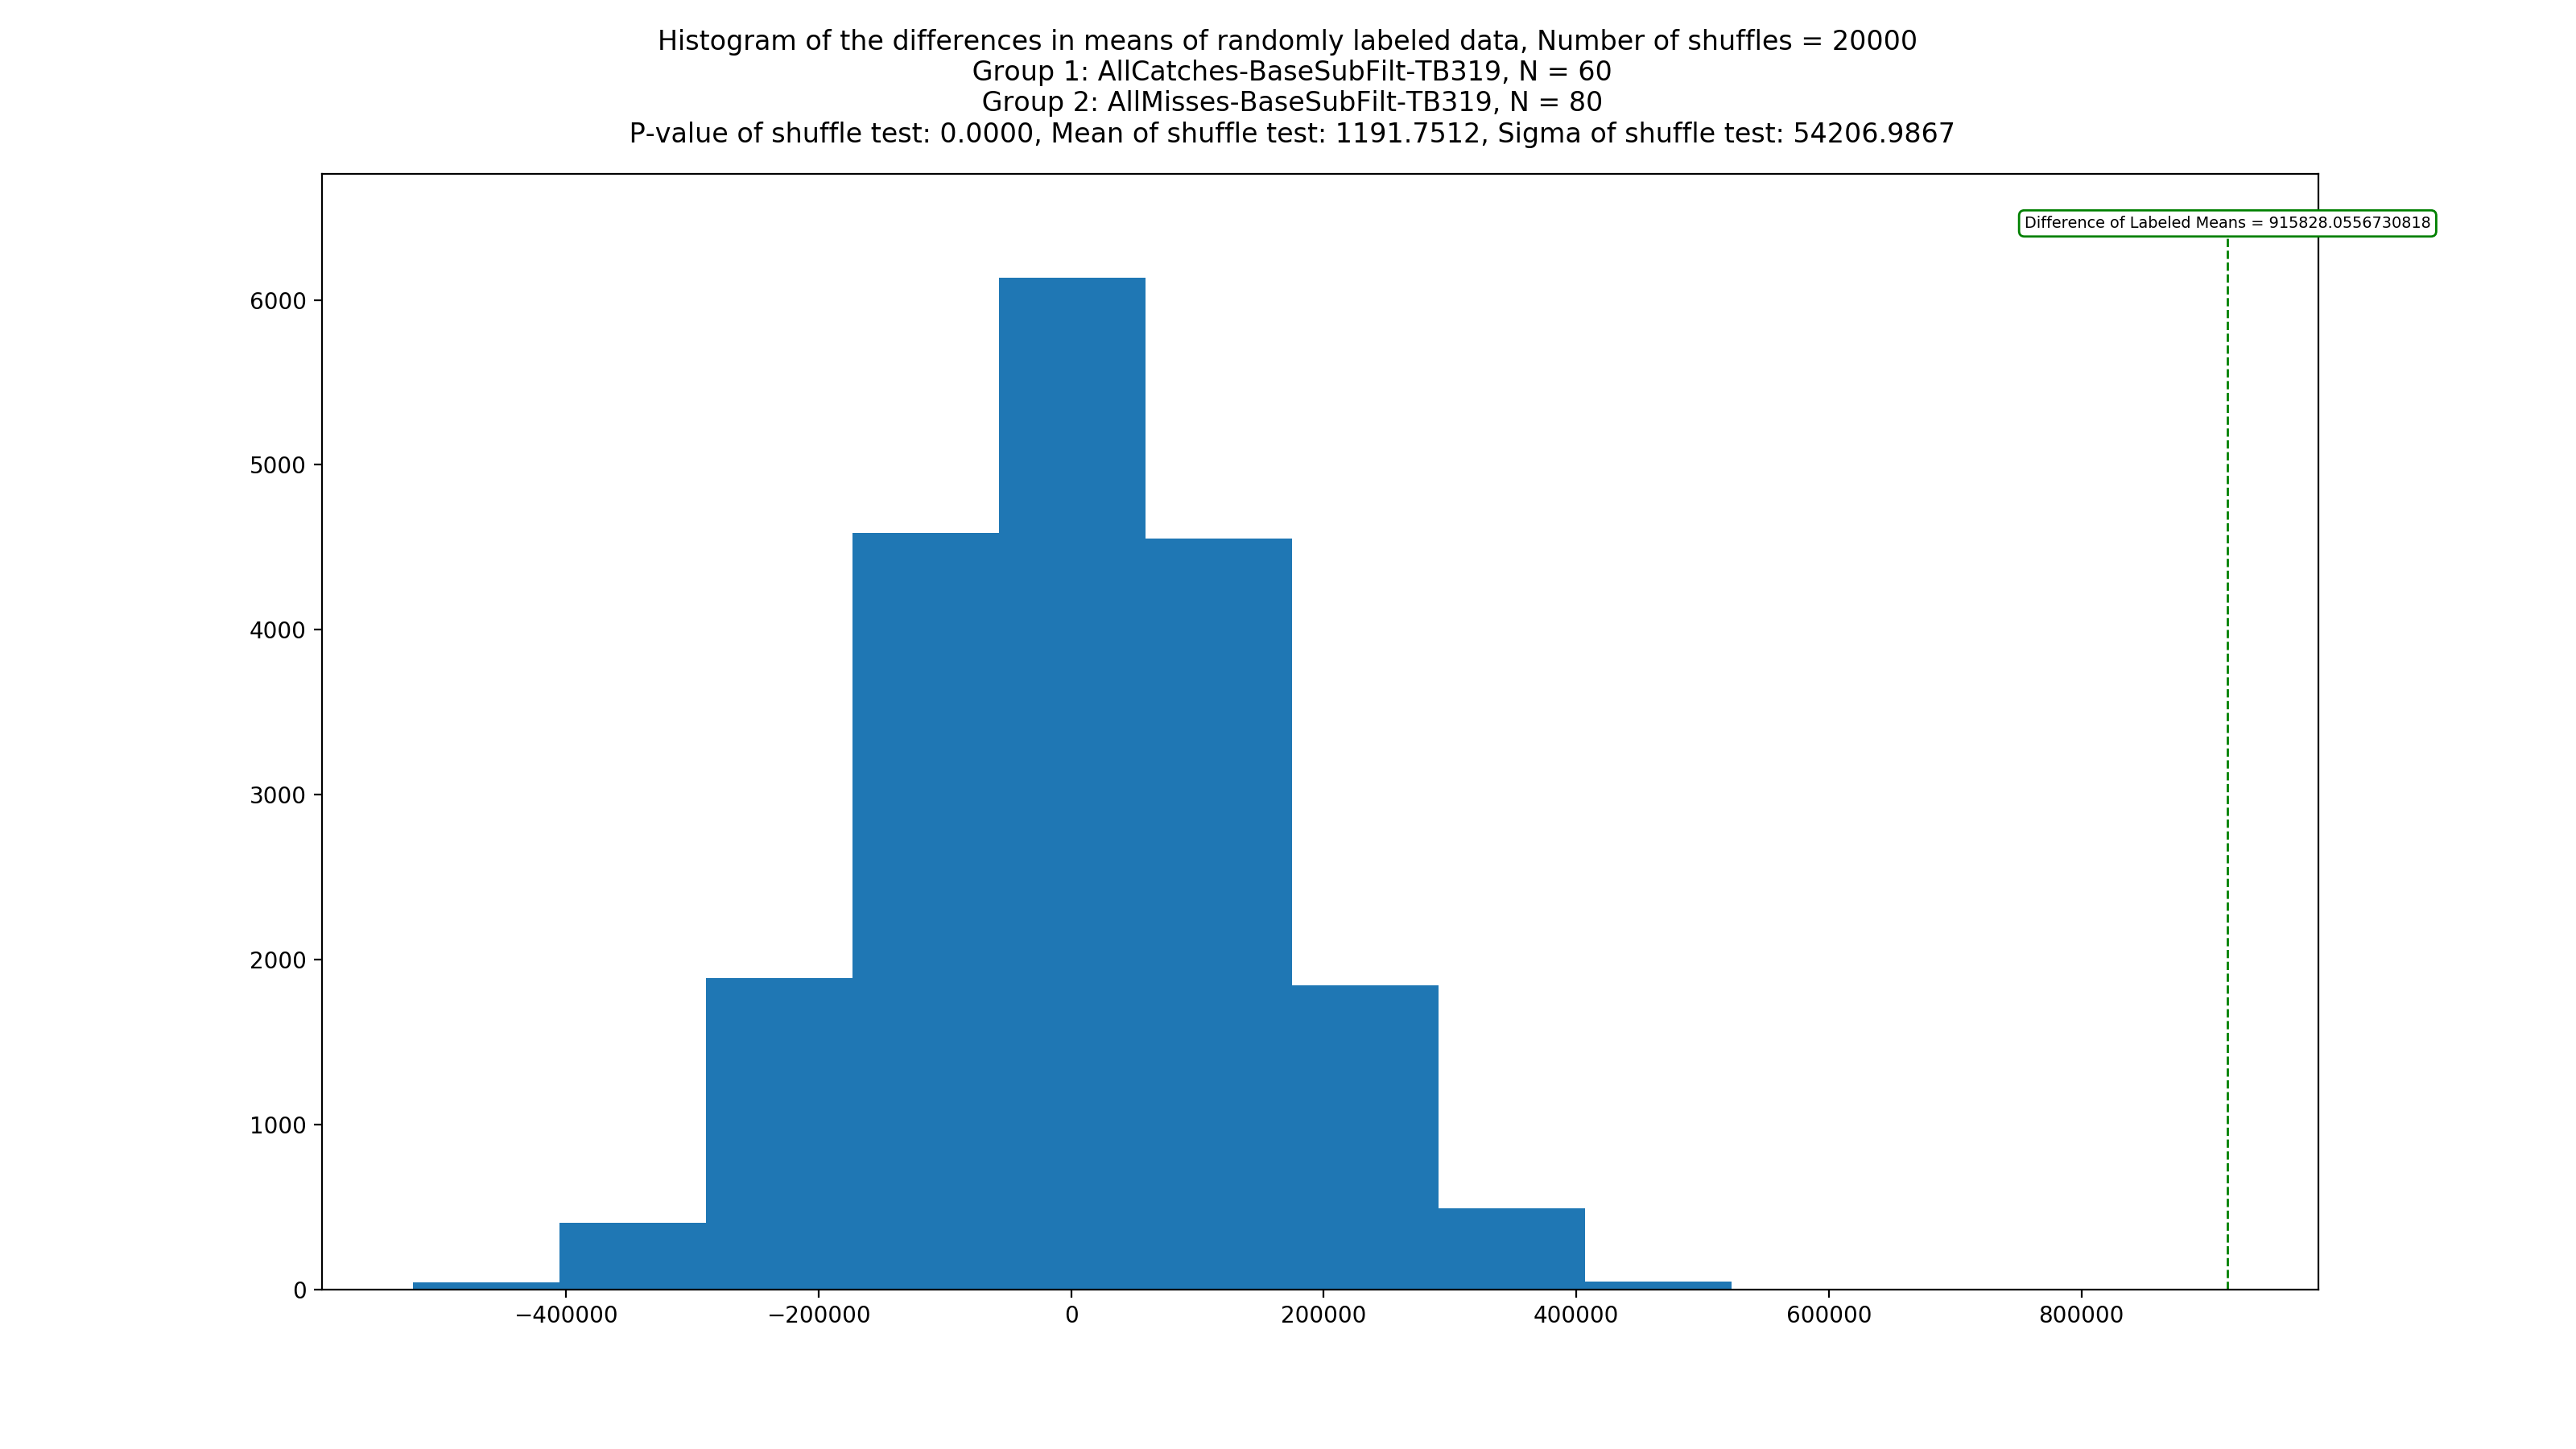 Histogram of the differences in means of randomly labeled data, Number of shuffles = 20000
Group 1: AllCatches-BaseSubFilt-TB319, N = 60
Group 2: AllMisses-BaseSubFilt-TB319, N = 80
P-value of shuffle test: 0.0000, Mean of shuffle test: 1191.7512, Sigma of shuffle test: 54206.9867
Difference of Labeled Means = 915828.0556730818
6000
5000
4000
3000
2000
1000
0
−400000 −200000 0 200000 400000 600000 800000